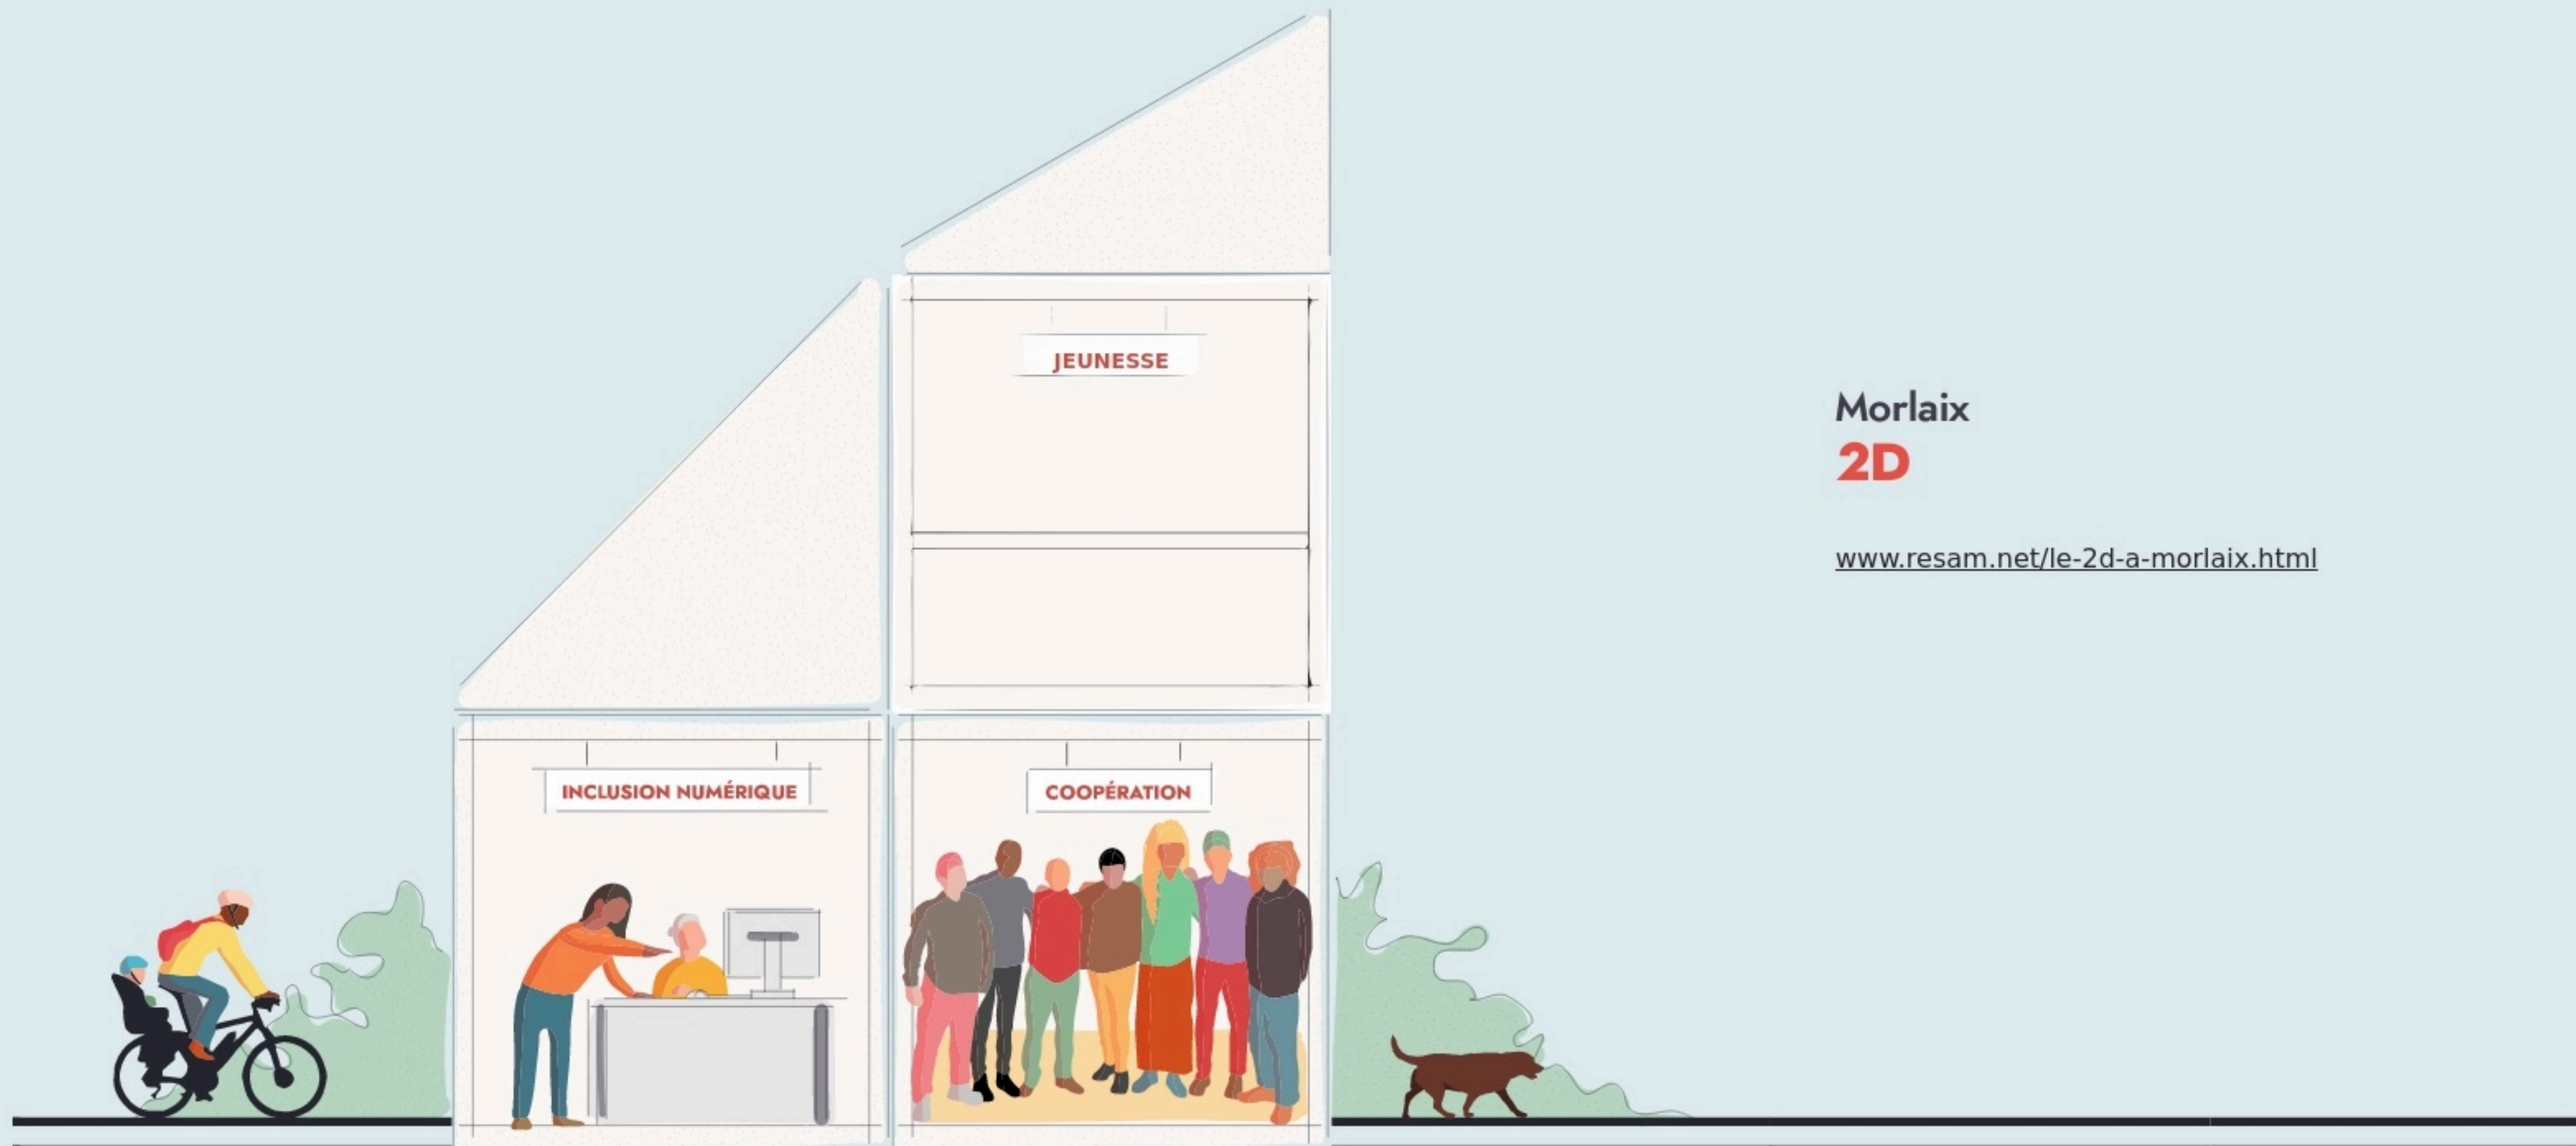 JEUNESSE
INCLUSION NUMÉRIQUE
COOPÉRATION
Morlaix
2D
www.resam.net/le-2d-a-morlaix.html